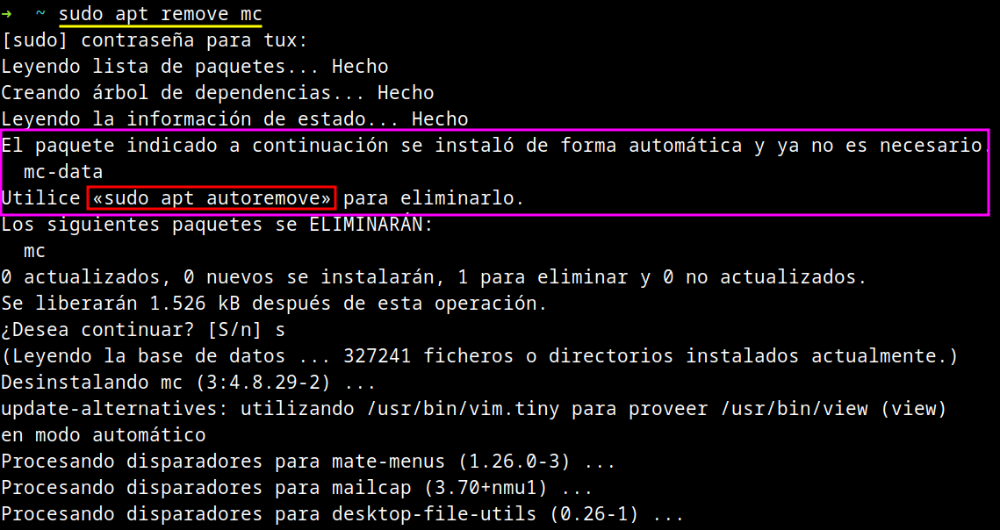 → ~ sudo apt remove mc
[sudo] contraseña para tux:
Leyendo lista de paquetes... Hecho
Creando árbol de dependencias... Hecho
Leyendo la información de estado... Hecho
El paquete indicado a continuación se instaló de forma automática y ya no es necesario.
  mc-data
Utilice «sudo apt autoremove» para eliminarlo.
Los siguientes paquetes se ELIMINARÁN:
  mc
0 actualizados, 0 nuevos se instalarán, 1 para eliminar y 0 no actualizados.
Se liberarán 1.526 kB después de esta operación.
¿Desea continuar? [S/n] s
(Leyendo la base de datos ... 327241 ficheros o directorios instalados actualmente.)
Desinstalando mc (3:4.8.29-2) ...
update-alternatives: utilizando /usr/bin/vim.tiny para proveer /usr/bin/view (view)
en modo automático
Procesando disparadores para mate-menus (1.26.0-3) ...
Procesando disparadores para mailcap (3.70+nmu1) ...
Procesando disparadores para desktop-file-utils (0.26-1) ...